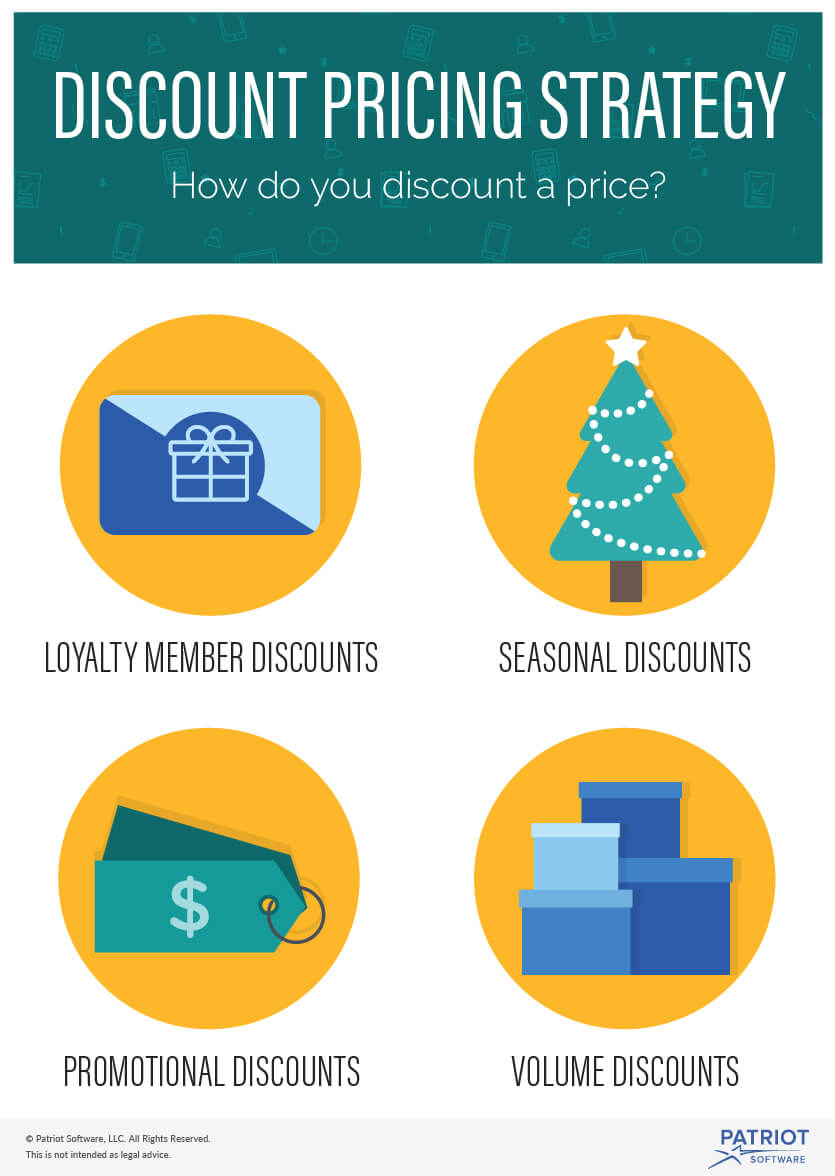 DISCOUNT PRICING STRATEGY
How do you discount a price?
LOYALTY MEMBER DISCOUNTS
SEASONAL DISCOUNTS
$
PROMOTIONAL DISCOUNTS
VOLUME DISCOUNTS
© Patriot Software, LLC. All Rights Reserved.
This is not intended as legal advice.
PATRIOT
SOFTWARE